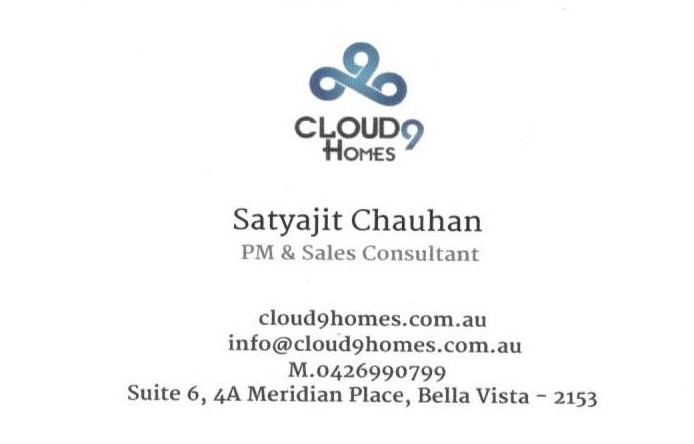 CLOUD9
HOMES
Satyajit Chauhan
PM & Sales Consultant
cloud9homes.com.au
info@cloud9homes.com.au
M.0426990799
Suite 6, 4A Meridian Place, Bella Vista - 2153